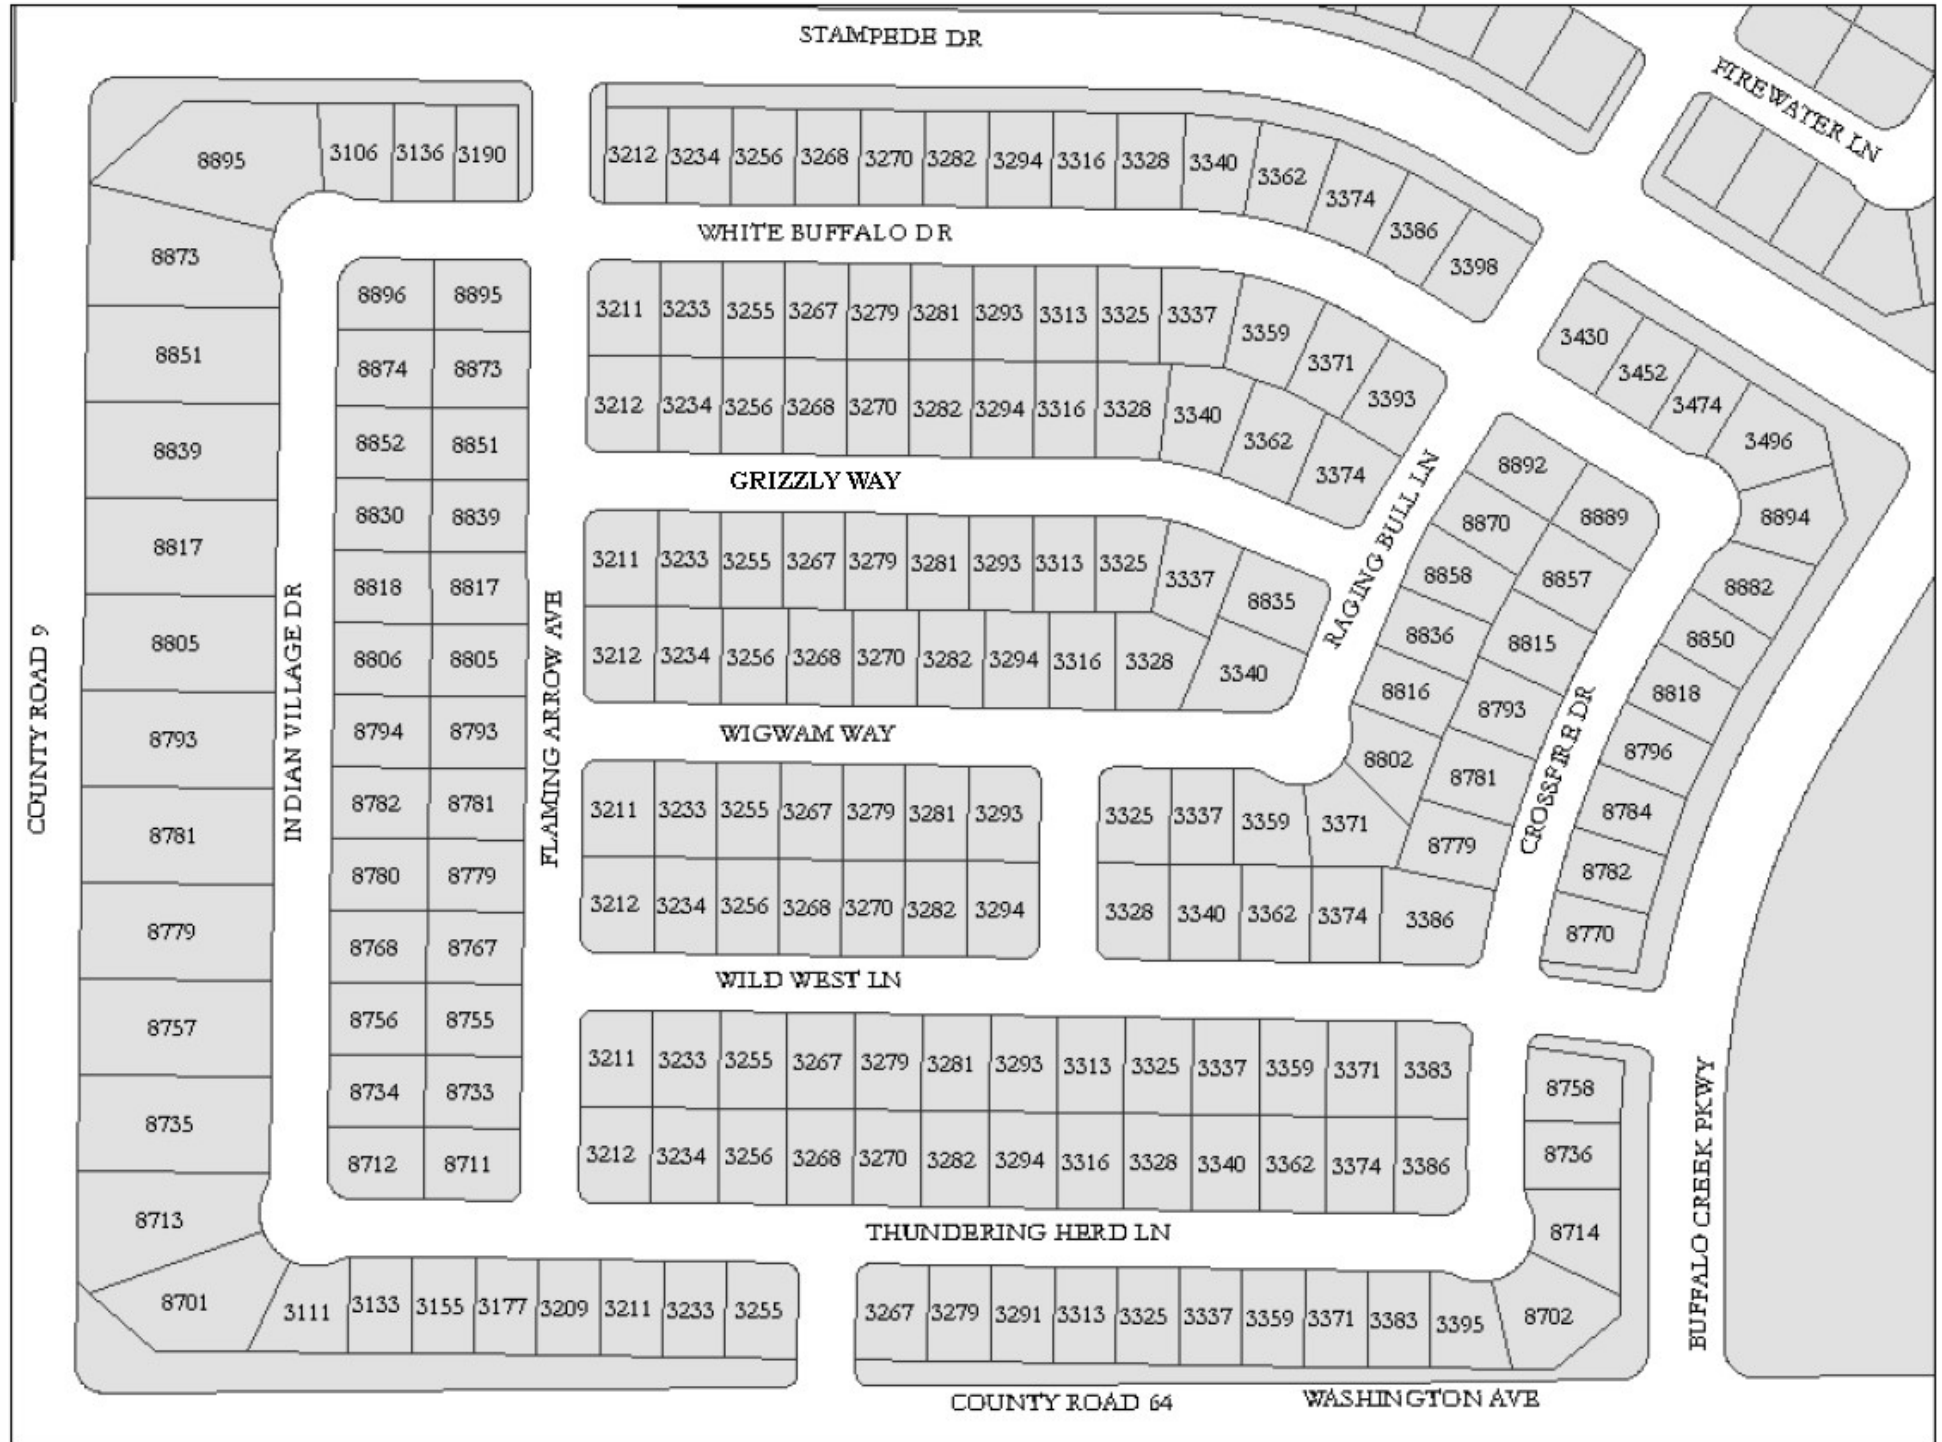 STAMPEDE DR
FIREWATER LN
8895 3106 3136 3190
3212 3234 3256 3268 3270 3282 3294 3316 3328 3340 3362 3374 3386 3398
WHITE BUFFALO DR
8873
8851
8839
8817
8805
8793
8781
8779
8757
8735
8713
8701
COUNTY ROAD 9
INDIAN VILLAGE DR
8896 8895
8874 8873
8852 8851
8830 8839
8818 8817
8806 8805
8794 8793
8782 8781
8780 8779
8768 8767
8756 8755
8734 8733
8712 8711
FLAMING ARROW AVE
3211 3233 3255 3267 3279 3281 3293 3313 3325 3337 3359 3371 3393
3212 3234 3256 3268 3270 3282 3294 3316 3328 3340 3362 3374
GRIZZLY WAY
3211 3233 3255 3267 3279 3281 3293 3313 3325 3337 8835
3212 3234 3256 3268 3270 3282 3294 3316 3328 3340
WIGWAM WAY
RAGING BULL LN
3211 3233 3255 3267 3279 3281 3293
3212 3234 3256 3268 3270 3282 3294
3325 3337 3359 3371
3328 3340 3362 3374 3386
3430 3452 3474 3496
8892 8889
8870 8857
8858 8815
8836 8793
8816 8781
8802 8779
CROSSFIRE DR
8894
8882
8850
8818
8796
8784
8782
8770
WILD WEST LN
3211 3233 3255 3267 3279 3281 3293 3313 3325 3337 3359 3371 3383
3212 3234 3256 3268 3270 3282 3294 3316 3328 3340 3362 3374 3386
8758
8736
8714
8702
BUFFALO CREEK PKWY
THUNDERING HERD LN
3111 3133 3155 3177 3209 3211 3233 3255
3267 3279 3291 3313 3325 3337 3359 3371 3383 3395
COUNTY ROAD 64
WASHINGTON AVE